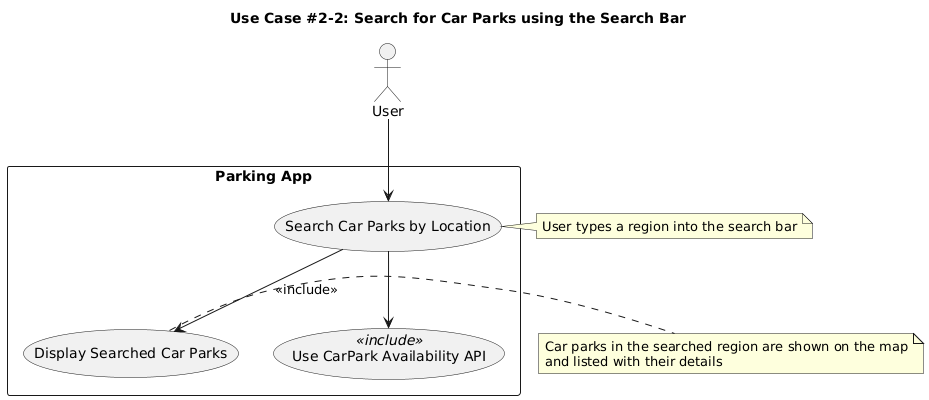 Use Case #2-2: Search for Car Parks using the Search Bar
User
Parking App
Search Car Parks by Location
User types a region into the search bar
«include»
Display Searched Car Parks
«include»
Use CarPark Availability API
Car parks in the searched region are shown on the map
and listed with their details